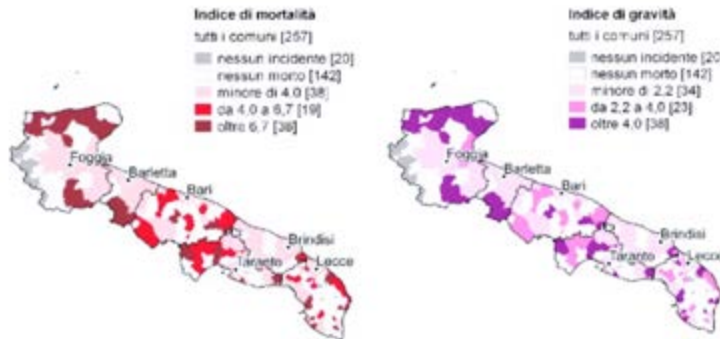 Indice di mortalità
tutti i comuni [257]
nessun incidente [20]
nessun morto [142]
minore di 4,0 [38]
da 4,0 a 6,7 [19]
oltre 6,7 [38]
Foggia
Barletta
Bari
Brindisi
Taranto
Lecce
Indice di gravità
tutti i comuni [257]
nessun incidente [20
nessun morto [142]
minore di 2,2 [34]
da 2,2 a 4,0 [23]
oltre 4,0 [38]
Foggia
Barletta
Bari
Brindisi
Taranto
Lecce